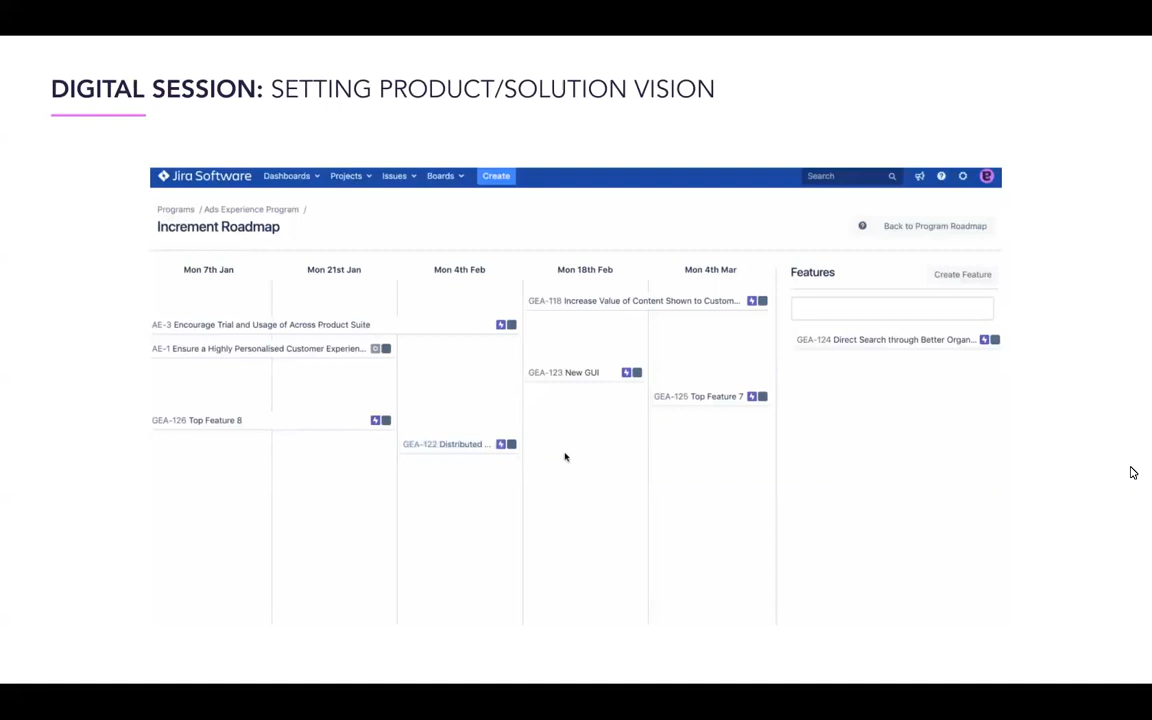 DIGITAL SESSION: SETTING PRODUCT/SOLUTION VISION
Jira Software Dashboards Projects Issues Boards Create Search
Programs / Ads Experience Program /
Increment Roadmap
Back to Program Roadmap
Mon 7th Jan Mon 21st Jan Mon 4th Feb Mon 18th Feb Mon 4th Mar
Features
Create Feature
GEA-118 Increase Value of Content Shown to Custom...
AE-3 Encourage Trial and Usage of Across Product Suite
GEA-124 Direct Search through Better Organ...
AE-1 Ensure a Highly Personalised Customer Experien...
GEA-123 New GUI
GEA-125 Top Feature 7
GEA-126 Top Feature 8
GEA-122 Distributed ...